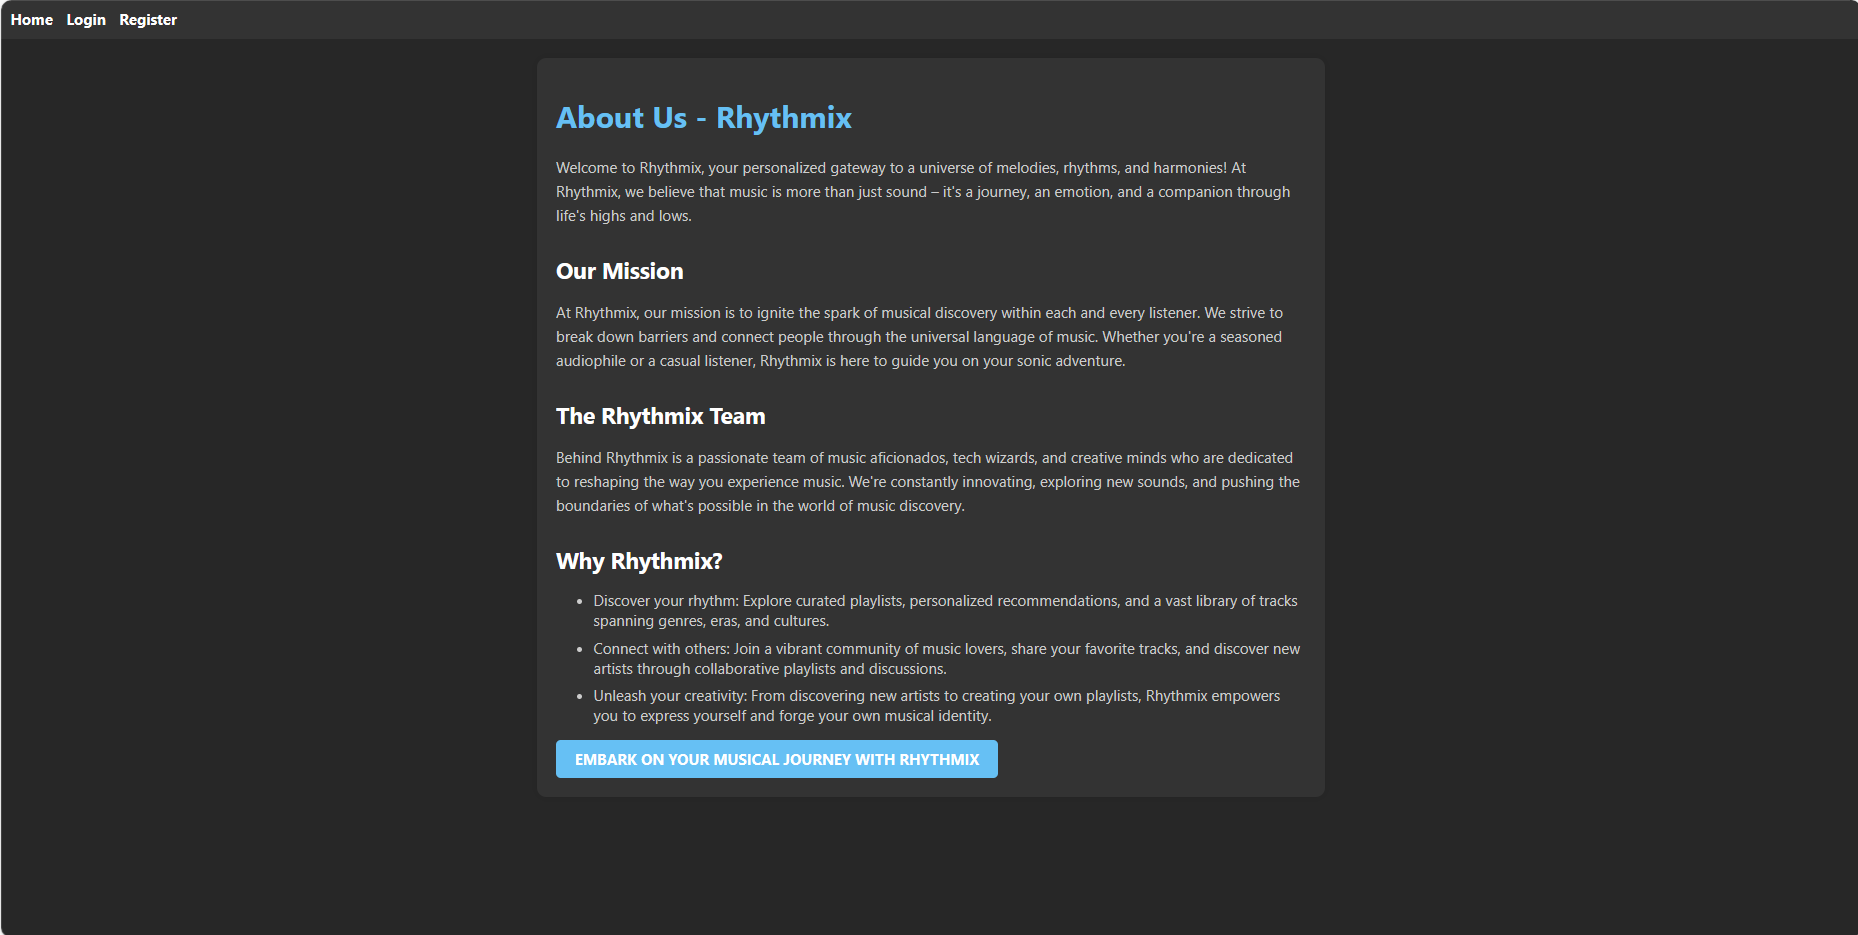 Home Login Register
About Us - Rhythmix
Welcome to Rhythmix, your personalized gateway to a universe of melodies, rhythms, and harmonies! At
Rhythmix, we believe that music is more than just sound – it's a journey, an emotion, and a companion through
life's highs and lows.
Our Mission
At Rhythmix, our mission is to ignite the spark of musical discovery within each and every listener. We strive to
break down barriers and connect people through the universal language of music. Whether you're a seasoned
audiophile or a casual listener, Rhythmix is here to guide you on your sonic adventure.
The Rhythmix Team
Behind Rhythmix is a passionate team of music aficionados, tech wizards, and creative minds who are dedicated
to reshaping the way you experience music. We're constantly innovating, exploring new sounds, and pushing the
boundaries of what's possible in the world of music discovery.
Why Rhythmix?
• Discover your rhythm: Explore curated playlists, personalized recommendations, and a vast library of tracks
spanning genres, eras, and cultures.
• Connect with others: Join a vibrant community of music lovers, share your favorite tracks, and discover new
artists through collaborative playlists and discussions.
• Unleash your creativity: From discovering new artists to creating your own playlists, Rhythmix empowers
you to express yourself and forge your own musical identity.
EMBARK ON YOUR MUSICAL JOURNEY WITH RHYTHMIX